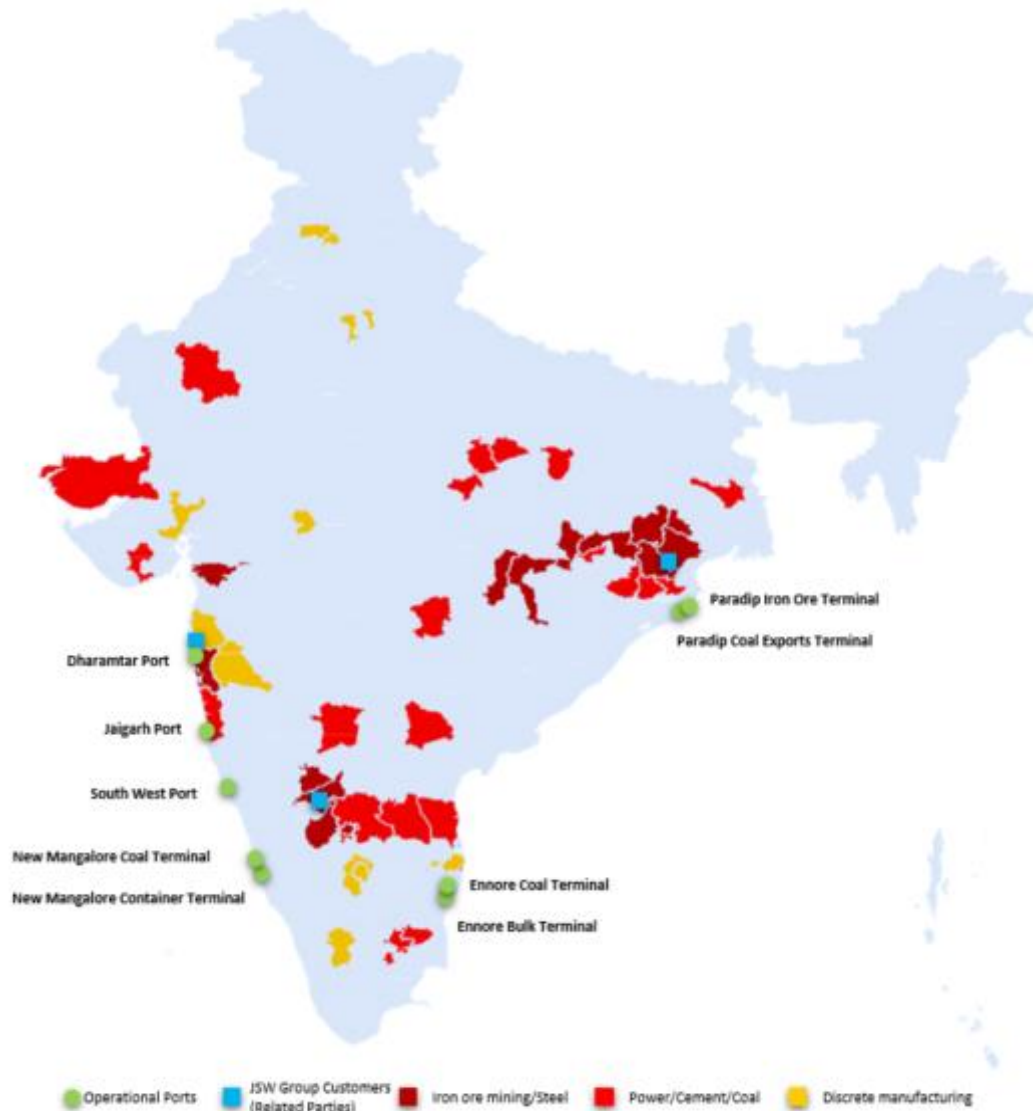 Paradip Iron Ore Terminal
Paradip Coal Exports Terminal
Dharamtar Port
Jaigarh Port
South West Port
New Mangalore Coal Terminal
New Mangalore Container Terminal
Ennore Coal Terminal
Ennore Bulk Terminal
Operational Ports
JSW Group Customers
(Related Parties)
Iron ore mining/Steel
Power/Cement/Coal
Discrete manufacturing